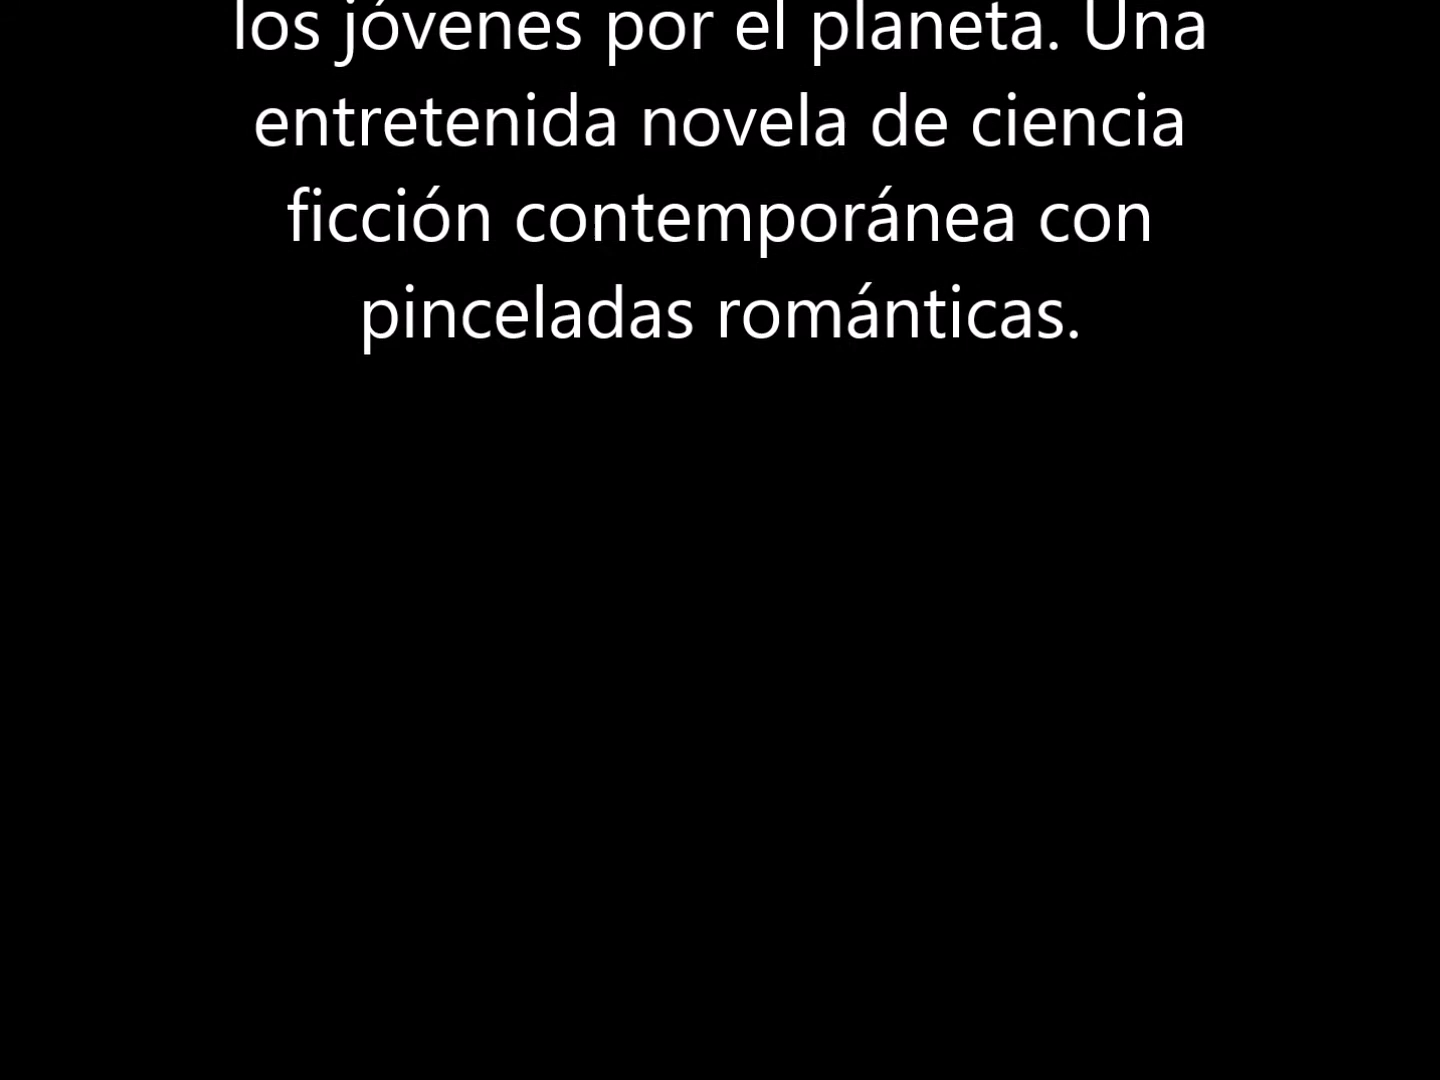 los jóvenes por el planeta. Una
entretenida novela de ciencia
ficción contemporánea con
pinceladas románticas.